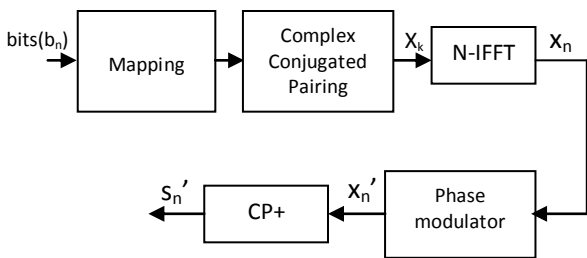 bits(bₙ)
Mapping
Complex
Conjugated
Pairing
Xₖ
N-IFFT
xₙ
Phase
modulator
xₙ’
CP+
sₙ’